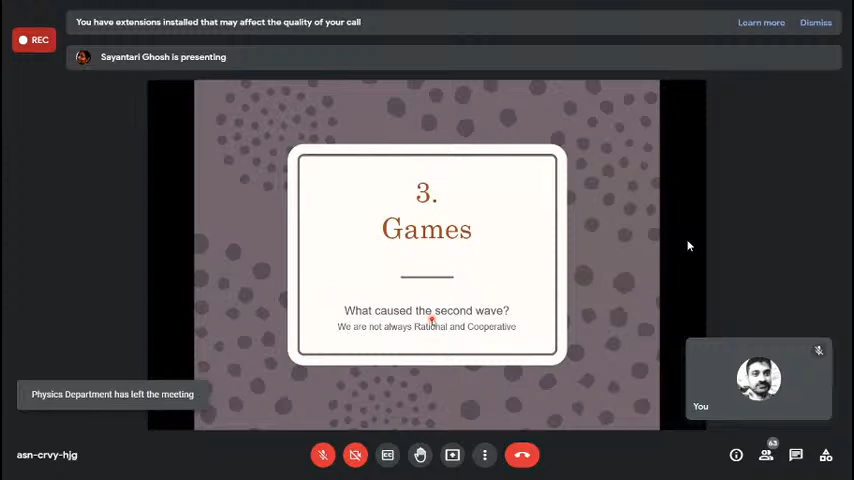 You have extensions installed that may affect the quality of your call
Learn more
Dismiss
REC
Sayantari Ghosh is presenting
3.
Games
What caused the second wave?
We are not always Rational and Cooperative
Physics Department has left the meeting
You
asn-crvy-hjg
CC
63